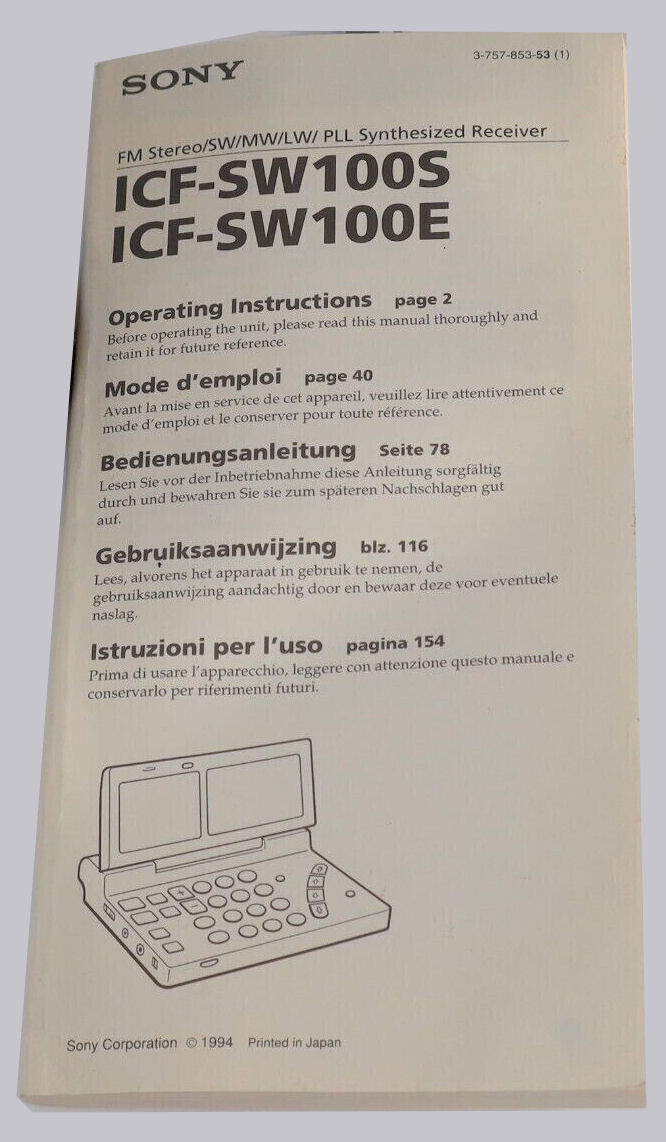 SONY
3-757-853-53 (1)
FM Stereo/SW/MW/LW/ PLL Synthesized Receiver
ICF-SW100S
ICF-SW100E
Operating Instructions page 2
Before operating the unit, please read this manual thoroughly and
retain it for future reference.
Mode d'emploi page 40
Avant la mise en service de cet appareil, veuillez lire attentivement ce
mode d'emploi et le conserver pour toute référence.
Bedienungsanleitung Seite 78
Lesen Sie vor der Inbetriebnahme diese Anleitung sorgfältig
durch und bewahren Sie sie zum späteren Nachschlagen gut
auf.
Gebruiksaanwijzing blz. 116
Lees, alvorens het apparaat in gebruik te nemen, de
gebruiksaanwijzing aandachtig door en bewaar deze voor eventuele
naslag.
Istruzioni per l'uso pagina 154
Prima di usare l'apparecchio, leggere con attenzione questo manuale e
conservarlo per riferimenti futuri.
+
-
Sony Corporation © 1994 Printed in Japan